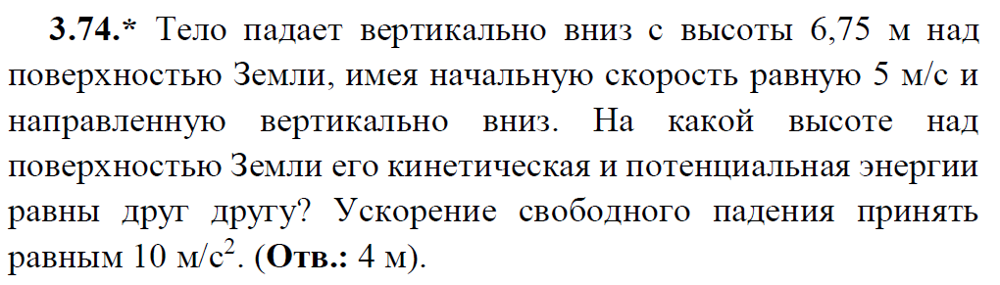 3.74.* Тело падает вертикально вниз с высоты 6,75 м над
поверхностью Земли, имея начальную скорость равную 5 м/с и
направленную вертикально вниз. На какой высоте над
поверхностью Земли его кинетическая и потенциальная энергии
равны друг другу? Ускорение свободного падения принять
равным 10 м/с². (Отв.: 4 м).